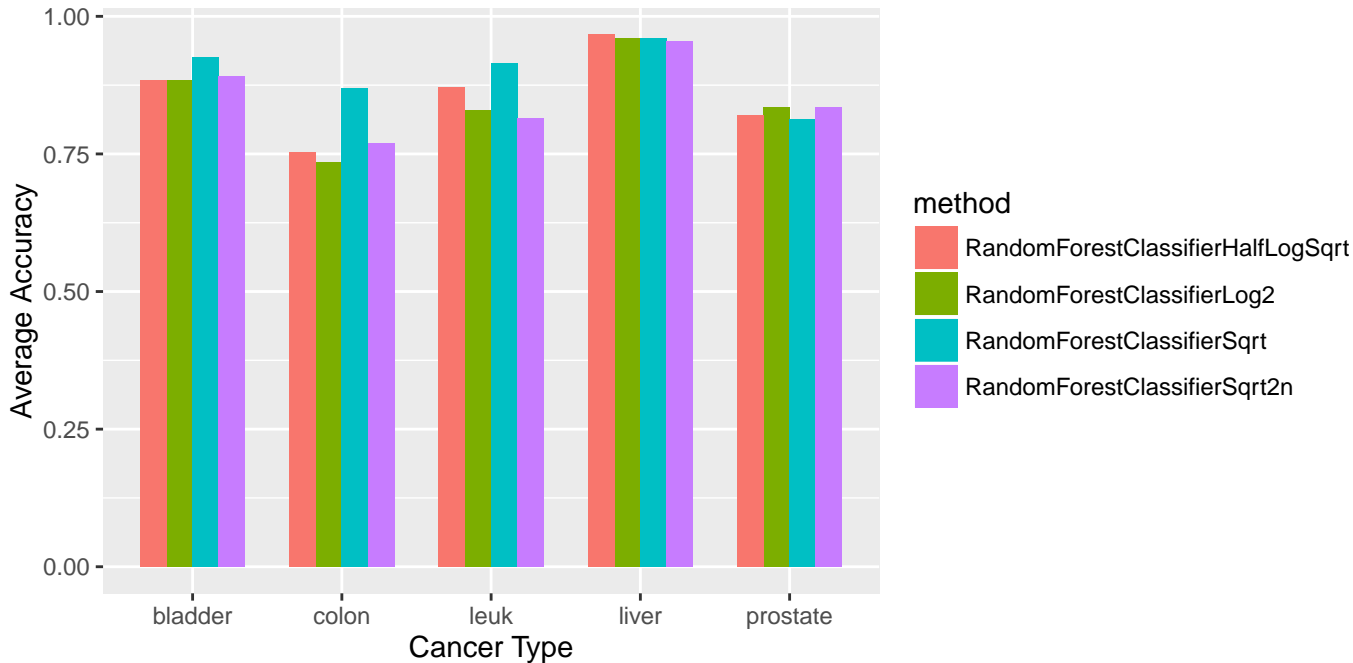 1.00
0.75
0.50
0.25
0.00
Average Accuracy
bladder
colon
leuk
liver
prostate
Cancer Type
method
RandomForestClassifierHalfLogSqrt
RandomForestClassifierLog2
RandomForestClassifierSqrt
RandomForestClassifierSqrt2n